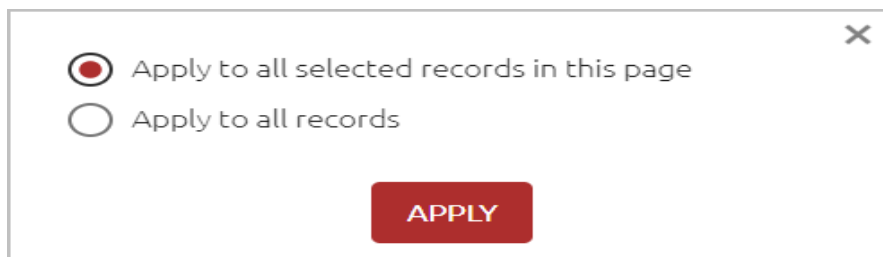 Apply to all selected records in this page
Apply to all records
APPLY